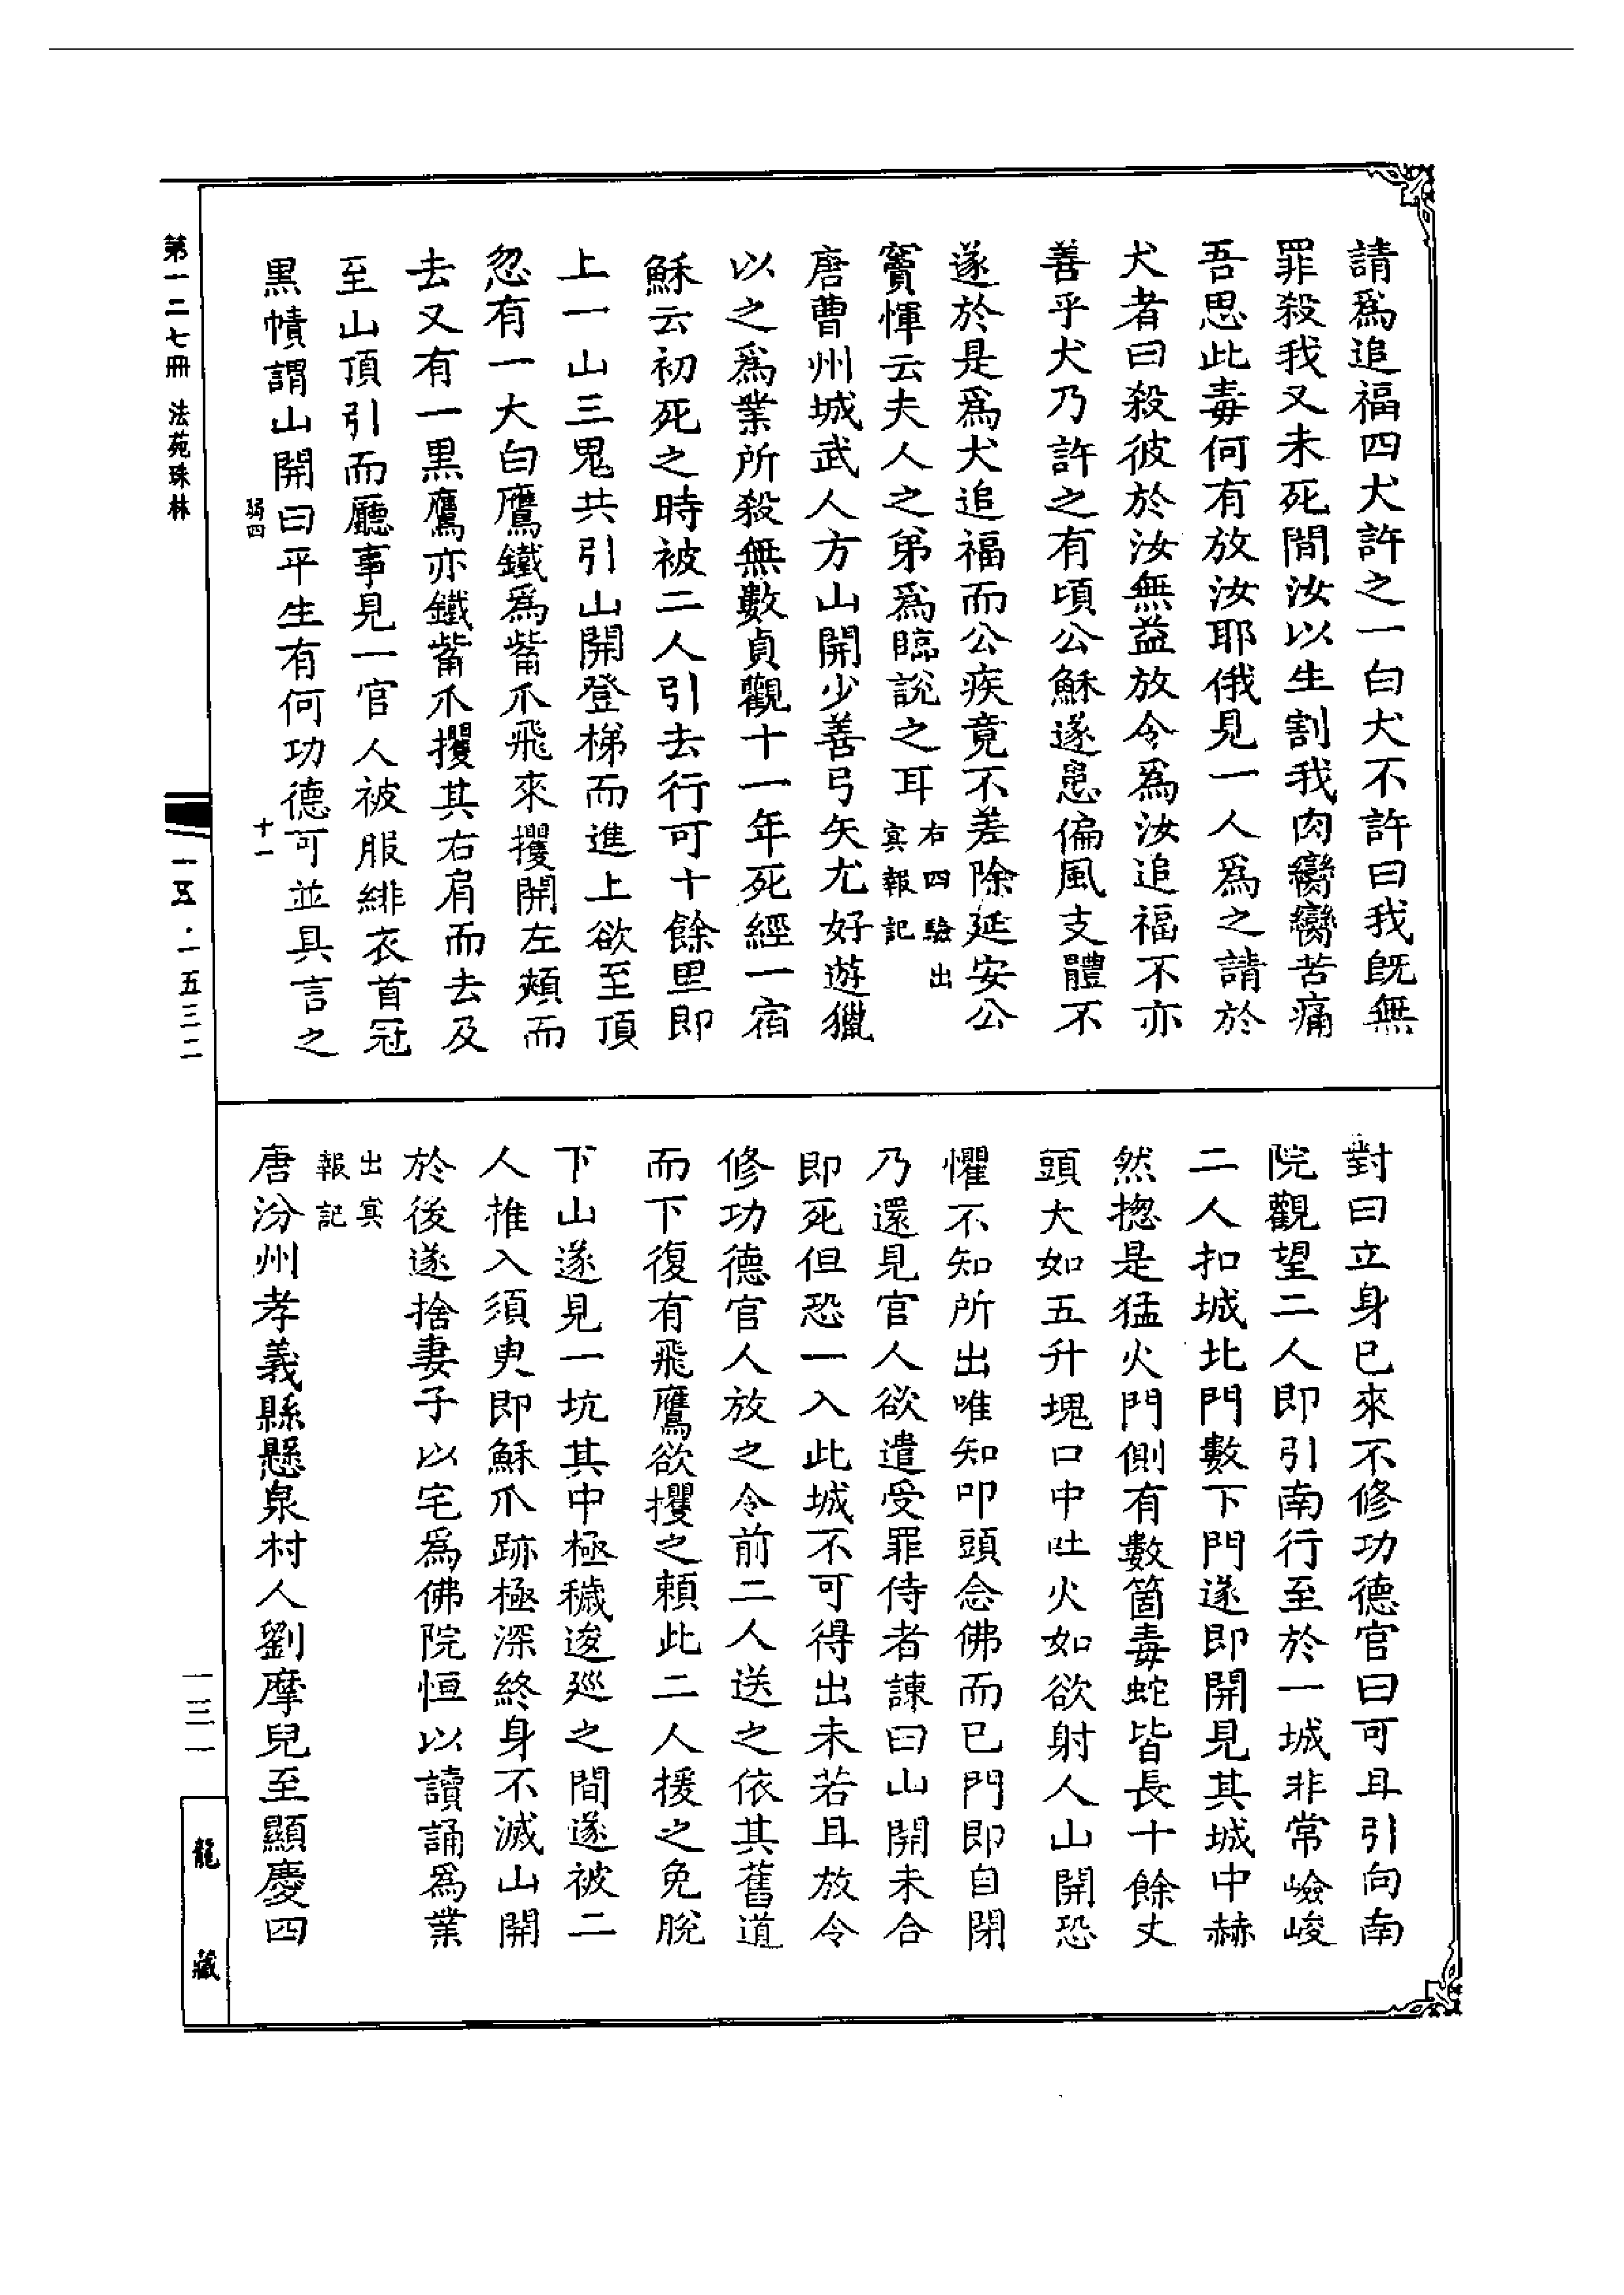 請爲追福四犬許之一白犬不許曰我既無
罪殺我又未死間汝以生割我肉臠臠苦痛
吾思此毒何有放汝耶俄見一人爲之請於
犬者曰殺彼於汝無益放令爲汝追福不亦
善乎犬乃許之有頃公穌遂患偏風支體不
遂於是爲犬追福而公疾竟不差除延安公
竇惲云夫人之弟爲臨說之耳右四驗出
㝠報記
唐曹州城武人方山開少善弓矢尤好遊獵
以之爲業所殺無數貞觀十一年死經一宿
穌云初死之時被二人引去行可十餘里即
上一山三鬼共引山開登梯而進上欲至頂
忽有一大白鷹鐵爲觜爪飛來攫開左頰而
去又有一黑鷹亦鐵觜爪攫其右肩而去及
至山頂引而廳事見一官人被服緋衣首冠
黑幘謂山開曰平生有何功德可並具言之
弱四 十一
對曰立身已來不修功德官曰可且引向南
院觀望二人即引南行至於一城非常嶮峻
二人扣城北門數下門遂即開見其城中赫
然揔是猛火門側有數箇毒蛇皆長十餘丈
頭大如五升塊口中吐火如欲射人山開恐
懼不知所出唯知叩頭念佛而已門即自閉
乃還見官人欲遣受罪侍者諫曰山開未合
即死但恐一入此城不可得出未若且放令
修功德官人放之令前二人送之依其舊道
而下復有飛鷹欲攫之賴此二人援之免脫
下山遂見一坑其中極穢逡廵之間遂被二
人推入須臾即穌爪跡極深終身不滅山開
於後遂捨妻子以宅爲佛院恒以讀誦爲業
出㝠
報記
唐汾州孝義縣懸泉村人劉摩兒至顯慶四
第一二七冊 法苑珠林
一五·一五三二
一三一
龍藏